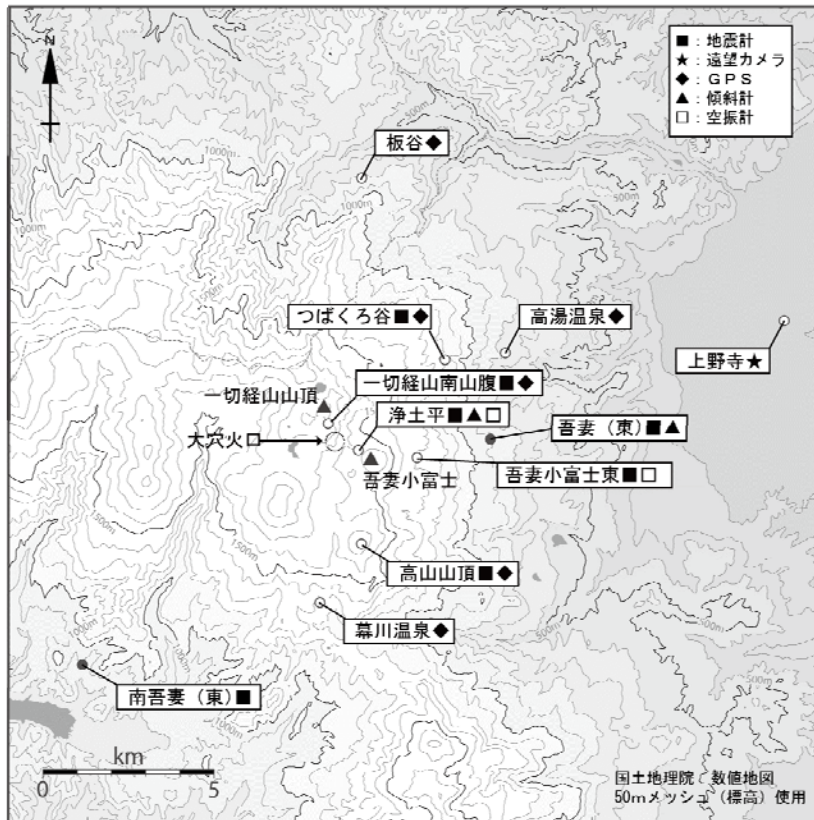 N
■：地震計
★：遠望カメラ
◆：ＧＰＳ
▲：傾斜計
□：空振計
板谷◆
500m
1000m
1000m
1000m
500m
つばくろ谷■◆
高湯温泉◆
上野寺★
一切経山南山腹■◆
一切経山山頂
浄土平■▲□
大穴火口
吾妻（東）■▲
吾妻小富士
吾妻小富士東■□
1500m
1500m
高山山頂■◆
幕川温泉◆
1000m
500m
500m
南吾妻（東）■
1000m
km
0
5
国土地理院：数値地図
50mメッシュ（標高）使用